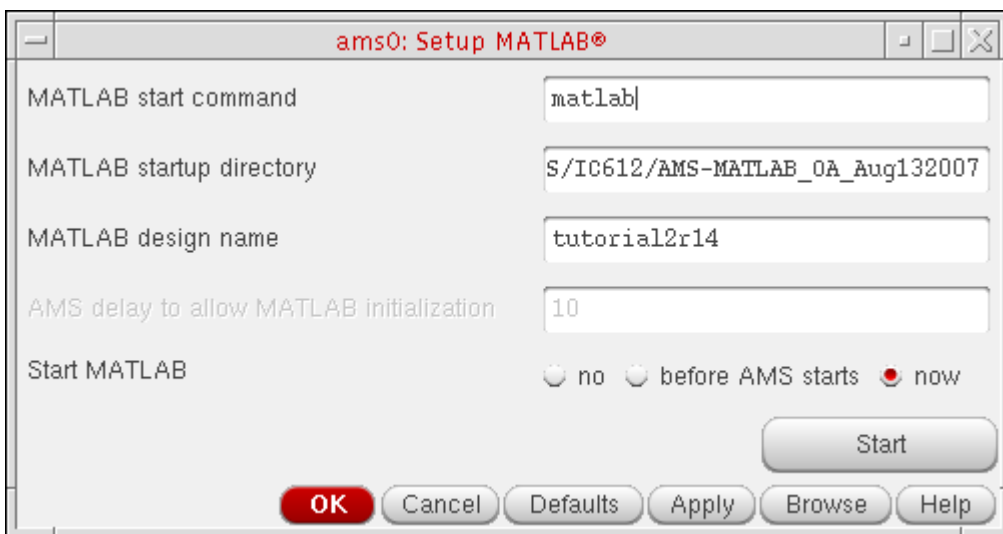 ams0: Setup MATLAB®
MATLAB start command matlab
MATLAB startup directory S/IC612/AMS-MATLAB_OA_Aug132007
MATLAB design name tutorial2r14
AMS delay to allow MATLAB initialization 10
Start MATLAB no before AMS starts now
Start
OK Cancel Defaults Apply Browse Help